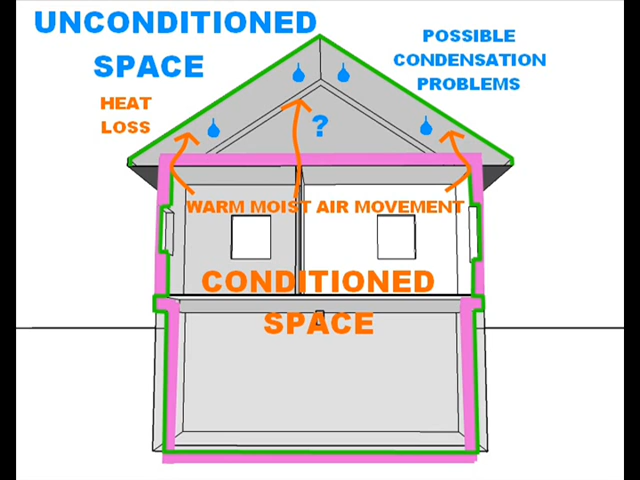 UNCONDITIONED
SPACE
POSSIBLE
CONDENSATION
PROBLEMS
HEAT
LOSS
?
WARM MOIST AIR MOVEMENT
CONDITIONED
SPACE